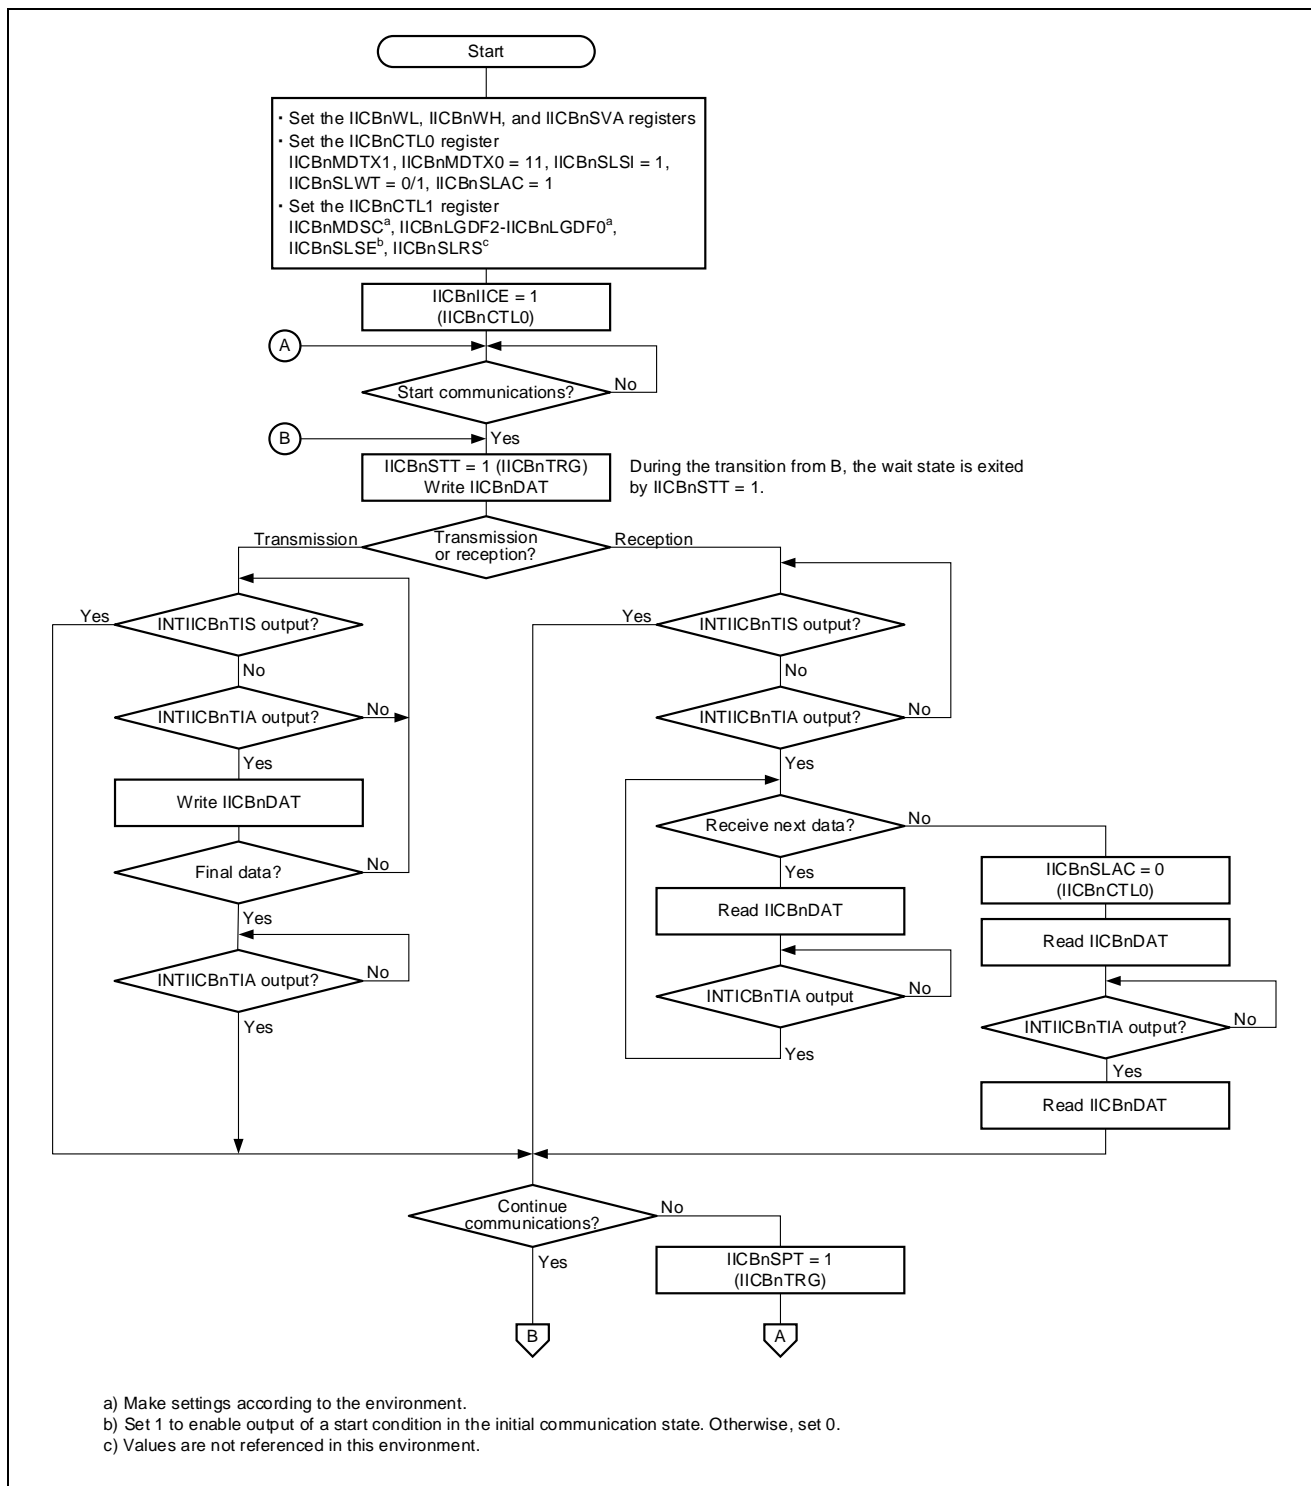 Start
・Set the IICBnWL, IICBnWH, and IICBnSVA registers
・Set the IICBnCTL0 register
IICBnMDTX1, IICBnMDTX0 = 11, IICBnSLSI = 1,
IICBnSLWT = 0/1, IICBnSLAC = 1
・Set the IICBnCTL1 register
IICBnMDSCa, IICBnLGDF2-IICBnLGDF0a,
IICBnSLSEb, IICBnSLRSc
IICBnIICE = 1
(IICBnCTL0)
A
Start communications?
No
B
Yes
IICBnSTT = 1 (IICBnTRG)
Write IICBnDAT
During the transition from B, the wait state is exited
by IICBnSTT = 1.
Transmission
Transmission
or reception?
Reception
Yes
INTIICBnTIS output?
No
INTIICBnTIA output?
No
Yes
Write IICBnDAT
Final data?
No
Yes
INTIICBnTIA output?
No
Yes
Yes
INTIICBnTIS output?
No
INTIICBnTIA output?
No
Yes
Receive next data?
No
Yes
Read IICBnDAT
INTICBnTIA output
No
Yes
IICBnSLAC = 0
(IICBnCTL0)
Read IICBnDAT
INTIICBnTIA output?
No
Yes
Read IICBnDAT
Continue
communications?
No
Yes
IICBnSPT = 1
(IICBnTRG)
B
A
a) Make settings according to the environment.
b) Set 1 to enable output of a start condition in the initial communication state. Otherwise, set 0.
c) Values are not referenced in this environment.